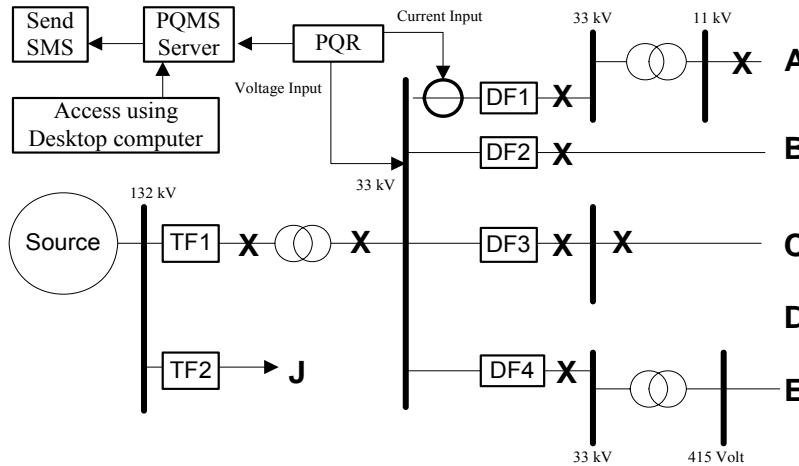 Send
SMS
PQMS
Server
PQR
Current Input
Voltage Input
Access using
Desktop computer
33 kV
11 kV
DF1
X
X
A
DF2
X
B
33 kV
132 kV
Source
TF1
X
X
DF3
X
X
C
D
TF2
J
DF4
X
E
33 kV
415 Volt